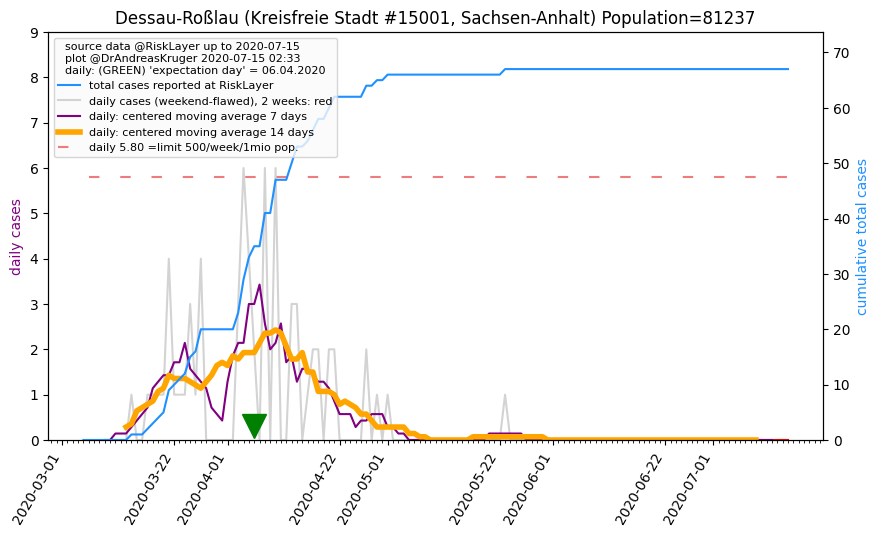 Dessau-Roßlau (Kreisfreie Stadt #15001, Sachsen-Anhalt) Population=81237
source data @RiskLayer up to 2020-07-15
plot @DrAndreasKruger 2020-07-15 02:33
daily: (GREEN) 'expectation day' = 06.04.2020
total cases reported at RiskLayer
daily cases (weekend-flawed), 2 weeks: red
daily: centered moving average 7 days
daily: centered moving average 14 days
daily 5.80 =limit 500/week/1mio pop.
daily cases
9
8
7
6
5
4
3
2
1
0
cumulative total cases
70
60
50
40
30
20
10
0
2020-03-01
2020-03-22
2020-04-01
2020-04-22
2020-05-01
2020-05-22
2020-06-01
2020-06-22
2020-07-01